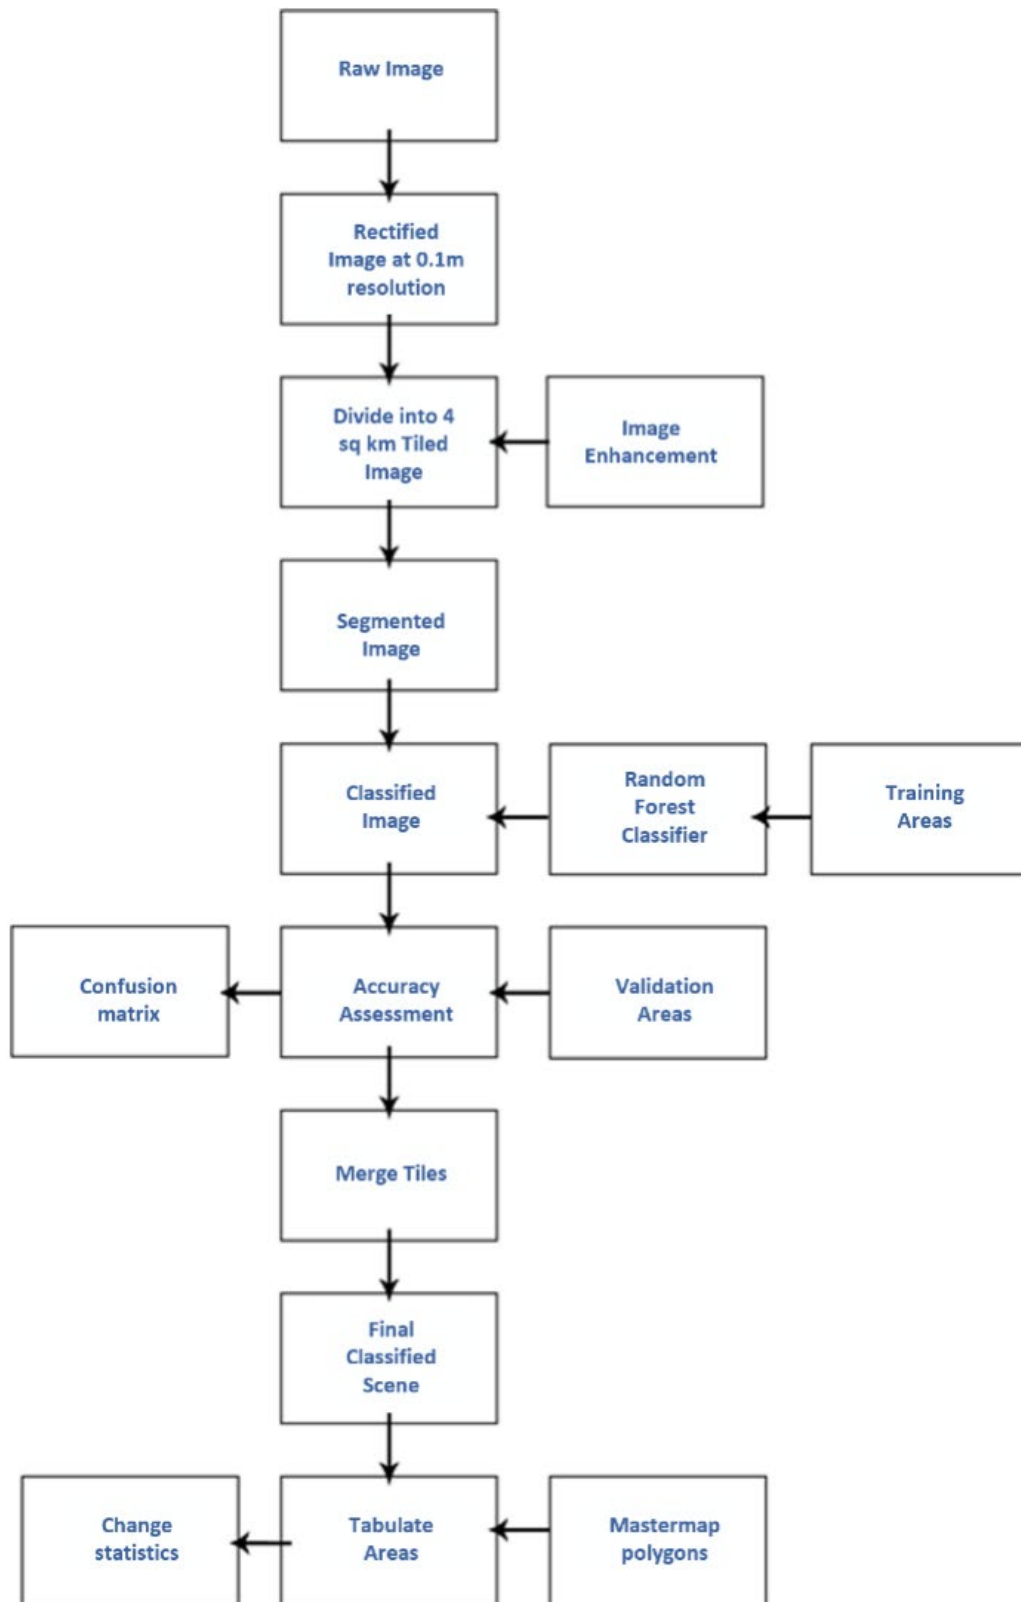 Raw Image
Rectified
Image at 0.1m
resolution
Divide into 4
sq km Tiled
Image
Image
Enhancement
Segmented
Image
Classified
Image
Random
Forest
Classifier
Training
Areas
Confusion
matrix
Accuracy
Assessment
Validation
Areas
Merge Tiles
Final
Classified
Scene
Change
statistics
Tabulate
Areas
Mastermap
polygons